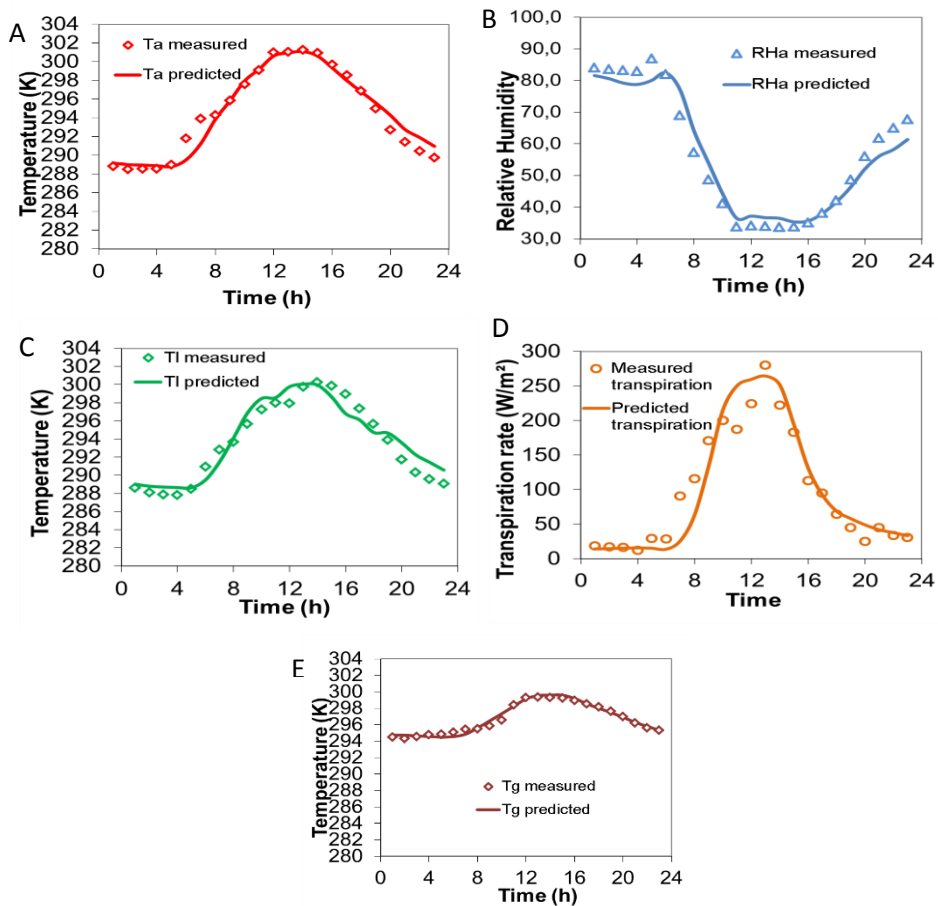 A
Ta measured
Ta predicted
Temperature (K)
304
302
300
298
296
294
292
290
288
286
284
282
280
0 4 8 12 16 20 24
Time (h)
B
RHa measured
RHa predicted
Relative Humidity
100,0
90,0
80,0
70,0
60,0
50,0
40,0
30,0
0 4 8 12 16 20 24
Time (h)
C
Tl measured
Tl predicted
Temperature (K)
304
302
300
298
296
294
292
290
288
286
284
282
280
0 4 8 12 16 20 24
Time (h)
D
Measured
transpiration
Predicted
transpiration
Transpiration rate (W/m²)
300
250
200
150
100
50
0
0 4 8 12 16 20 24
Time
E
Tg measured
Tg predicted
Temperature (K)
304
302
300
298
296
294
292
290
288
286
284
282
280
0 4 8 12 16 20 24
Time (h)